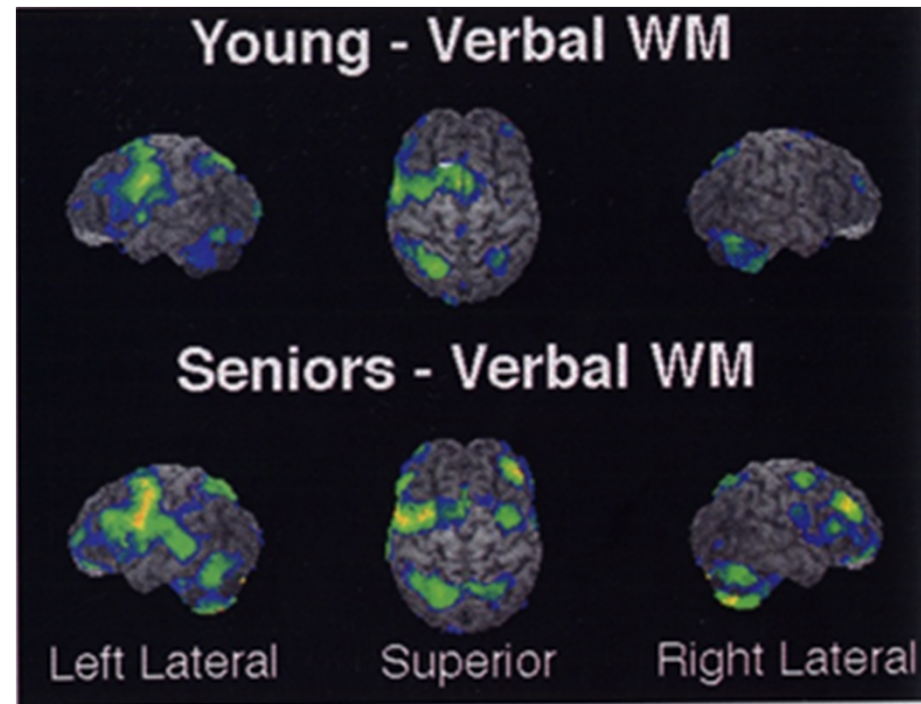 Young - Verbal WM
Seniors - Verbal WM
Left Lateral Superior Right Lateral